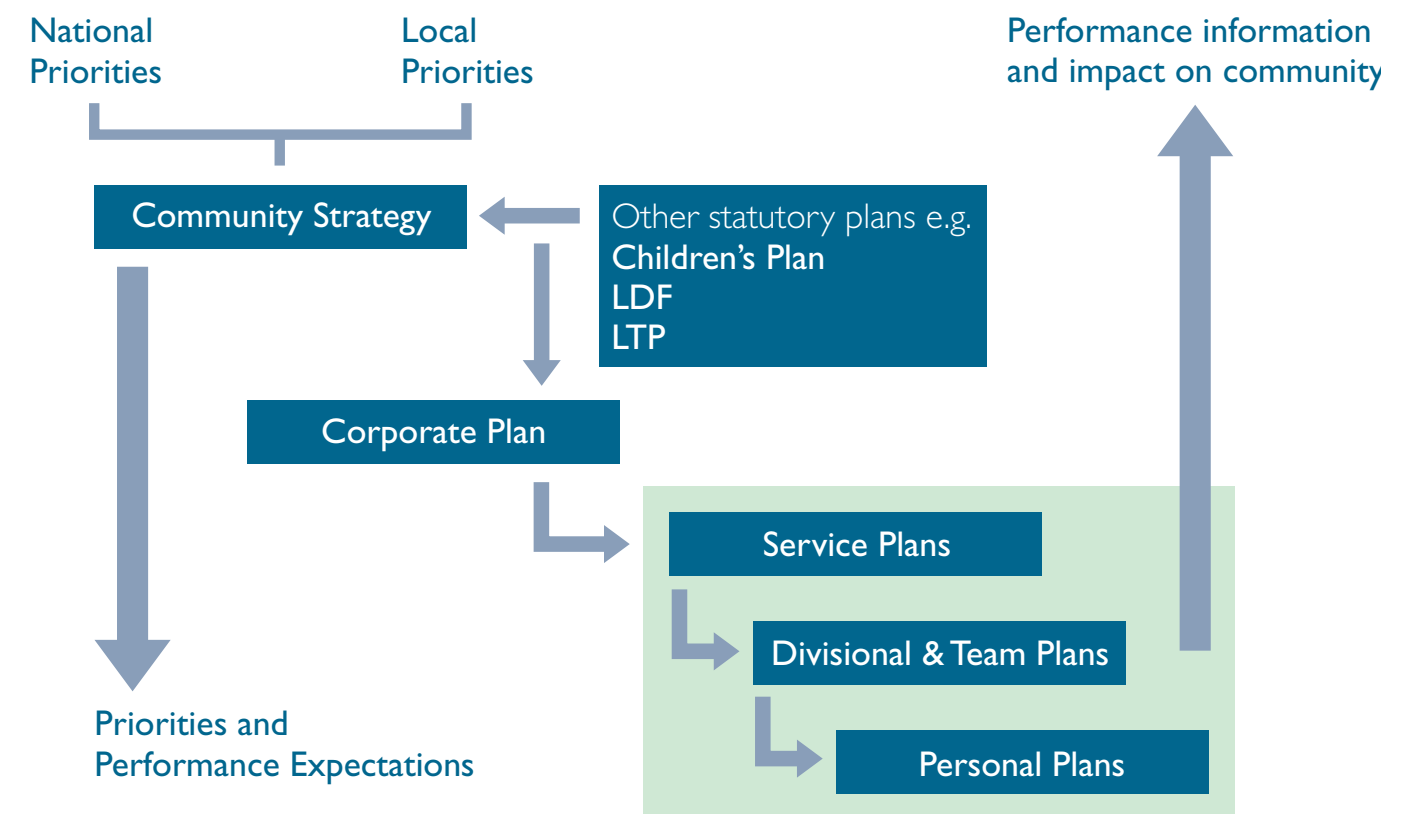 National
Priorities
Local
Priorities
Performance information
and impact on community
Community Strategy
Other statutory plans e.g.
Children’s Plan
LDF
LTP
Corporate Plan
Service Plans
Divisional & Team Plans
Personal Plans
Priorities and
Performance Expectations